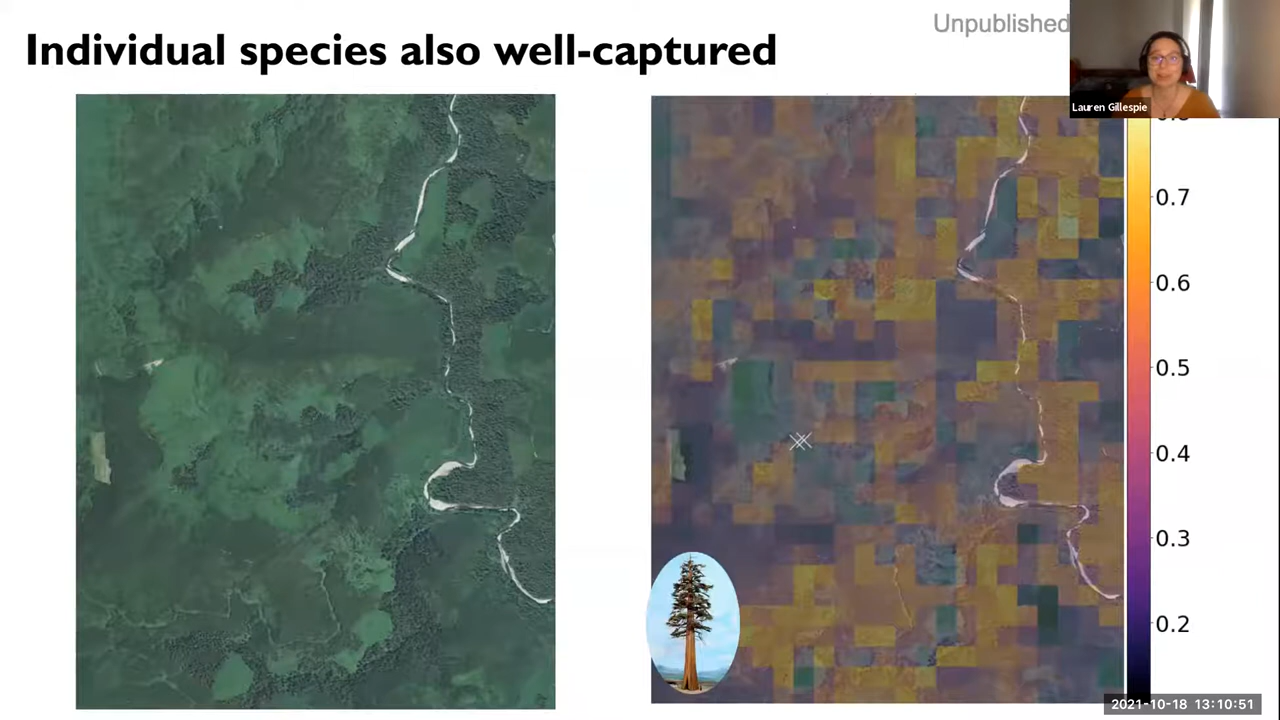 Individual species also well-captured
Unpublished
Lauren Gillespie
0.7
0.6
0.5
0.4
0.3
0.2
2021-10-18 13:10:51